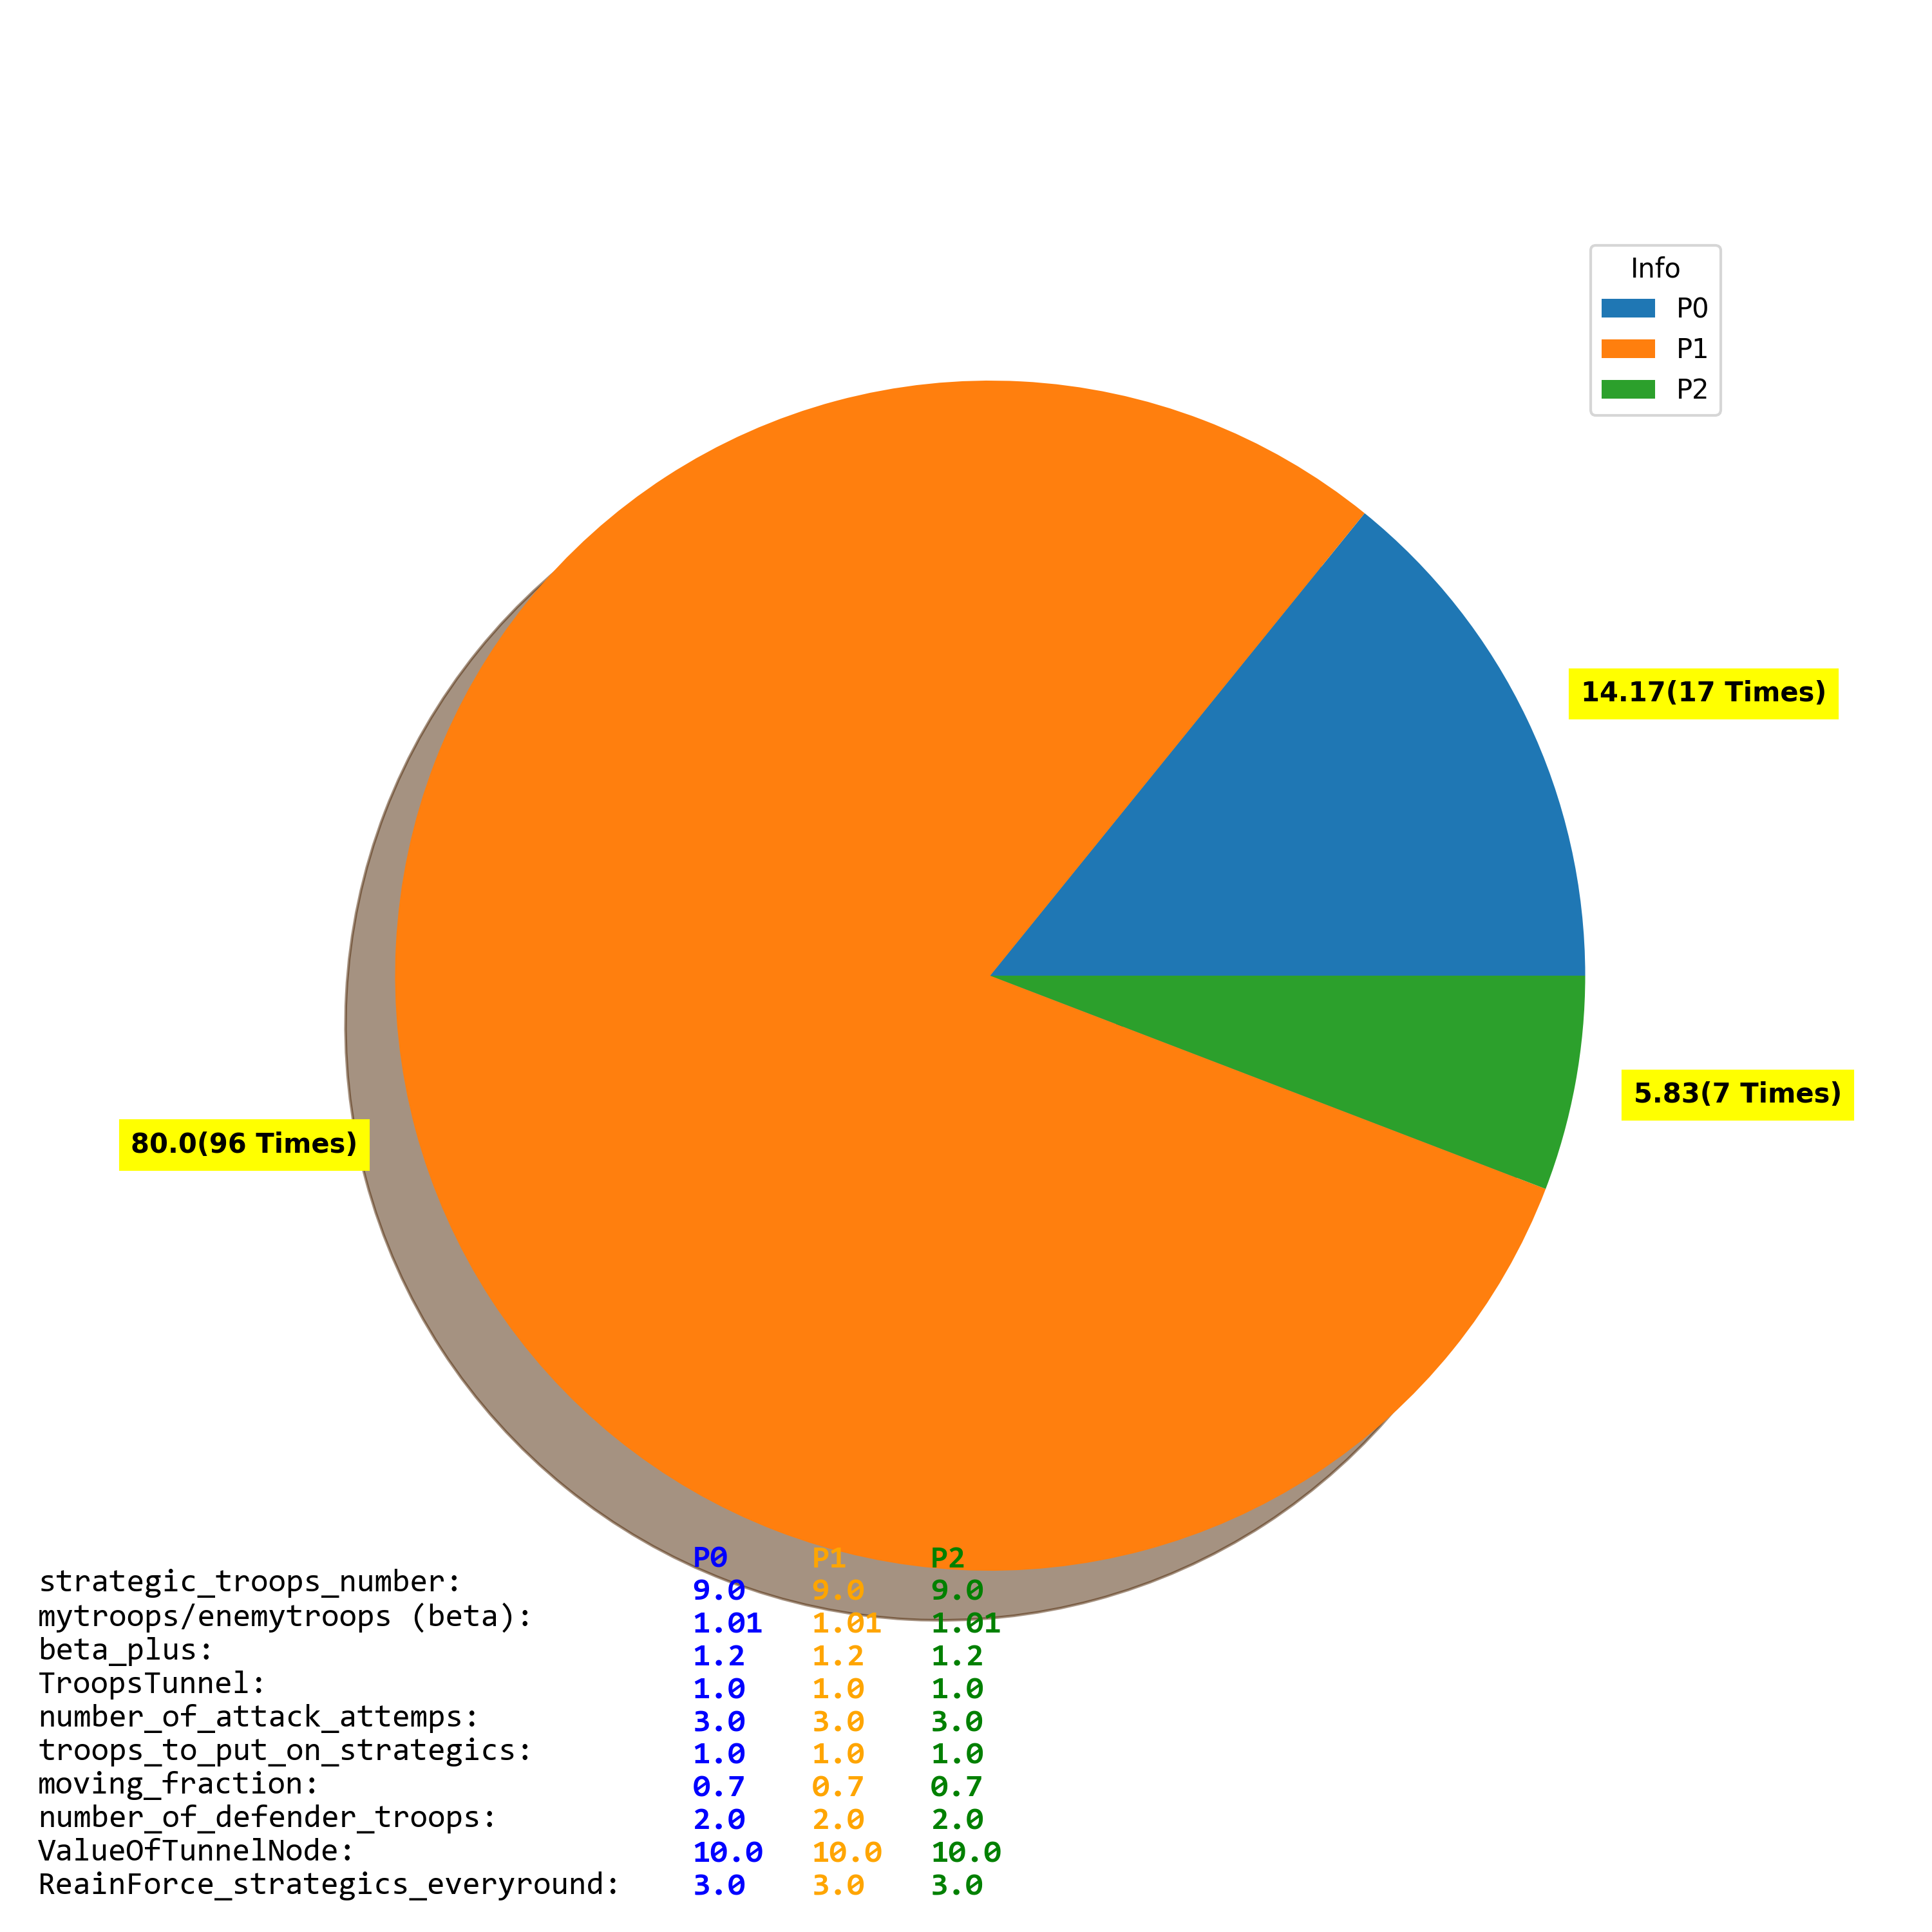 Info
P0
P1
P2
14.17(17 Times)
5.83(7 Times)
80.0(96 Times)
P0 P1 P2
strategic_troops_number: 9.0 9.0 9.0
mytroops/enemytroops (beta): 1.01 1.01 1.01
beta_plus: 1.2 1.2 1.2
TroopsTunnel: 1.0 1.0 1.0
number_of_attack_attemps: 3.0 3.0 3.0
troops_to_put_on_strategics: 1.0 1.0 1.0
moving_fraction: 0.7 0.7 0.7
number_of_defender_troops: 2.0 2.0 2.0
ValueOfTunnelNode: 10.0 10.0 10.0
ReainForce_strategics_everyround: 3.0 3.0 3.0